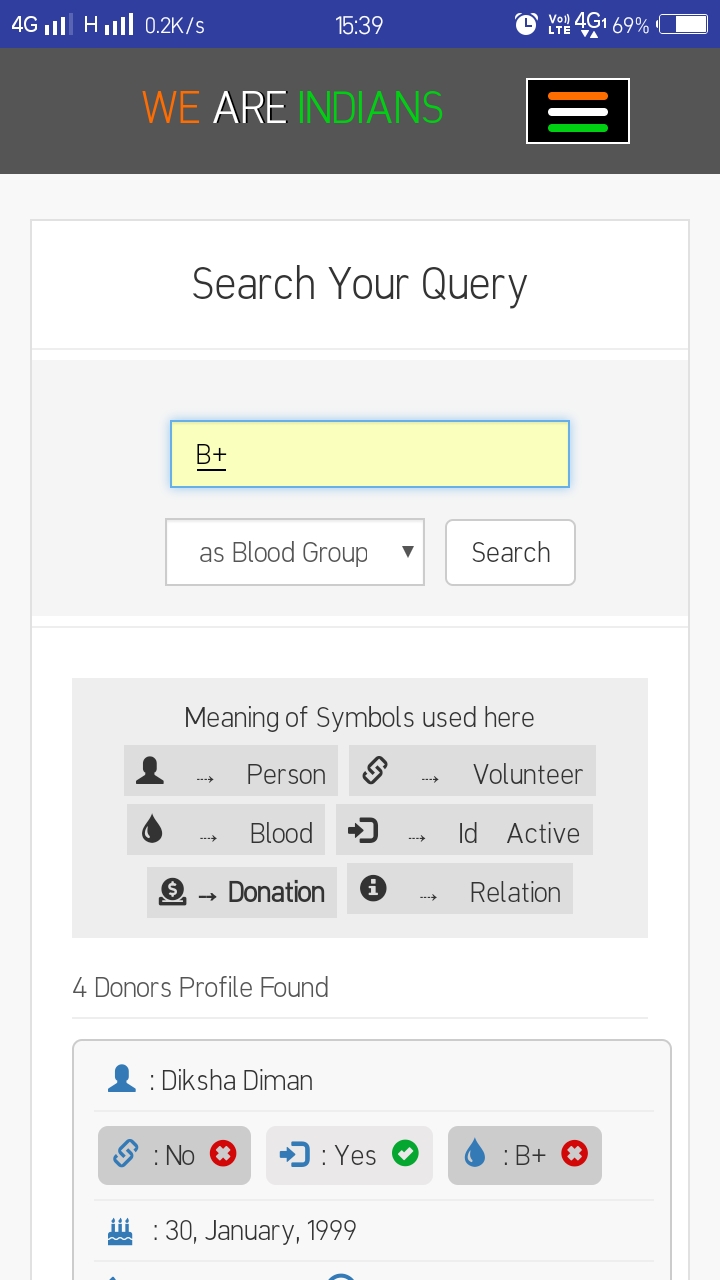 4G H 0.2K/s 15:39 Vo)) LTE 4G1 69%
WE ARE INDIANS
Search Your Query
B+
as Blood Group ▼ Search
Meaning of Symbols used here
→ Person → Volunteer
→ Blood → Id Active
→ Donation → Relation
4 Donors Profile Found
: Diksha Diman
: No : Yes : B+
: 30, January, 1999